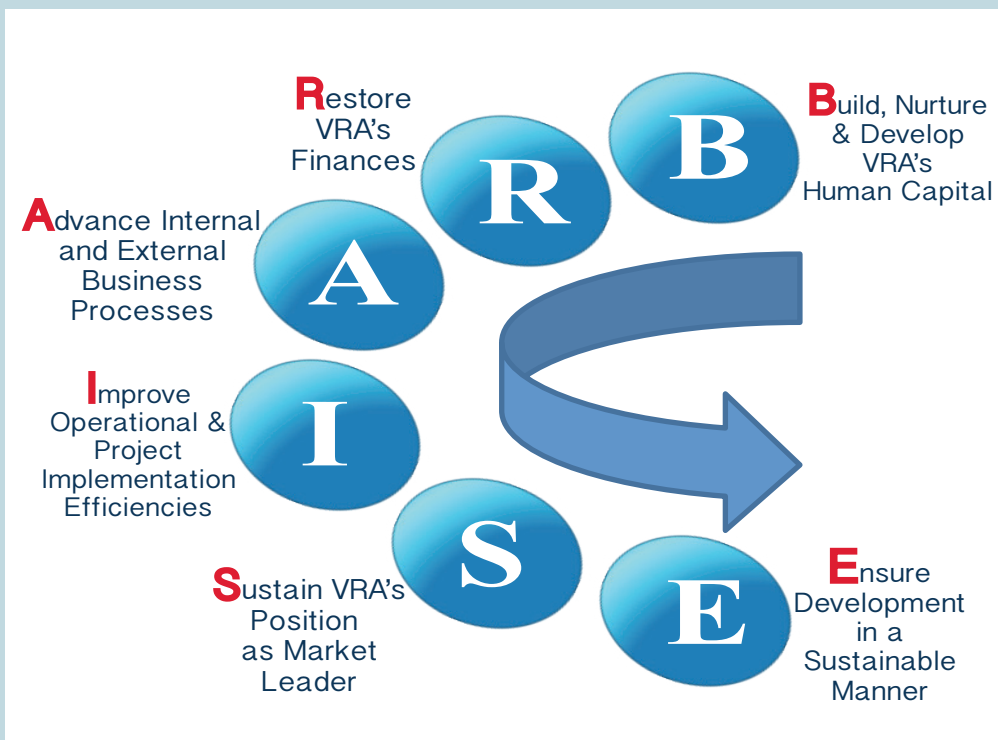 B
Build, Nurture
& Develop
VRA's
Human Capital
R
Restore
VRA's
Finances
A
Advance Internal
and External
Business
Processes
I
Improve
Operational &
Project
Implementation
Efficiencies
S
Sustain VRA's
Position
as Market
Leader
E
Ensure
Development
in a
Sustainable
Manner